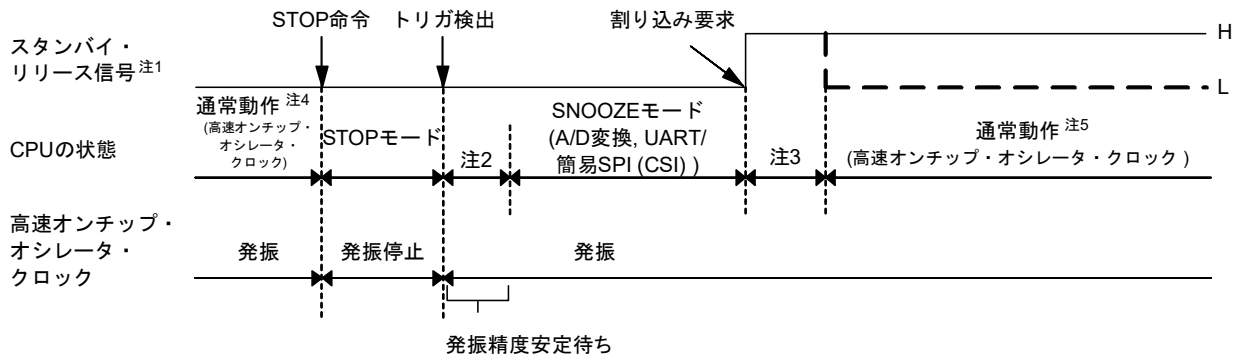 STOP命令 トリガ検出 割り込み要求
スタンバイ・
リリース信号注1
H
L
通常動作 注4
(高速オンチップ・
オシレータ・
クロック)
CPUの状態
STOPモード
注2
SNOOZEモード
(A/D変換, UART/
簡易SPI (CSI) )
注3
通常動作 注5
(高速オンチップ・オシレータ・クロック )
高速オンチップ・
オシレータ・
クロック
発振 発振停止 発振
発振精度安定待ち